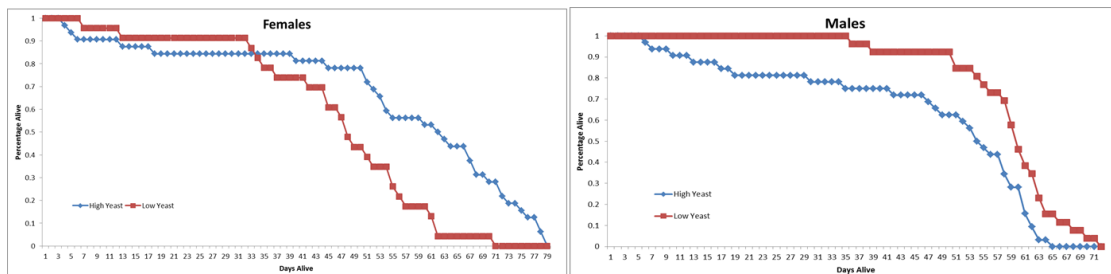 Females
1
0.9
0.8
0.7
0.6
0.5
0.4
0.3
0.2
0.1
0
Percentage Alive
High Yeast Low Yeast
1 3 5 7 9 11 13 15 17 19 21 23 25 27 29 31 33 35 37 39 41 43 45 47 49 51 53 55 57 59 61 63 65 67 69 71 73 75 77 79
Days Alive
Males
1
0.9
0.8
0.7
0.6
0.5
0.4
0.3
0.2
0.1
0
Percentage Alive
High Yeast
Low Yeast
1 3 5 7 9 11 13 15 17 19 21 23 25 27 29 31 33 35 37 39 41 43 45 47 49 51 53 55 57 59 61 63 65 67 69 71
Days Alive